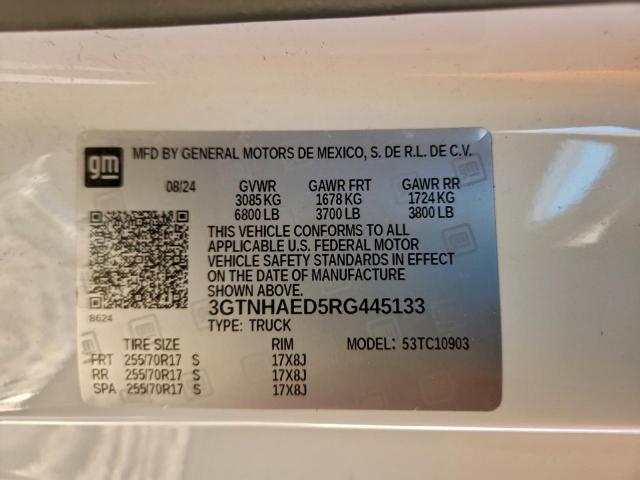 gm MFD BY GENERAL MOTORS DE MEXICO, S. DE R.L. DE C.V.
08/24 GVWR GAWR FRT GAWR RR
3085 KG 1678 KG 1724 KG
6800 LB 3700 LB 3800 LB
THIS VEHICLE CONFORMS TO ALL
APPLICABLE U.S. FEDERAL MOTOR
VEHICLE SAFETY STANDARDS IN EFFECT
ON THE DATE OF MANUFACTURE
SHOWN ABOVE.
8624
3GTNHAED5RG445133
TYPE: TRUCK
TIRE SIZE RIM MODEL: 53TC10903
FRT 255/70R17 S 17X8J
RR 255/70R17 S 17X8J
SPA 255/70R17 S 17X8J